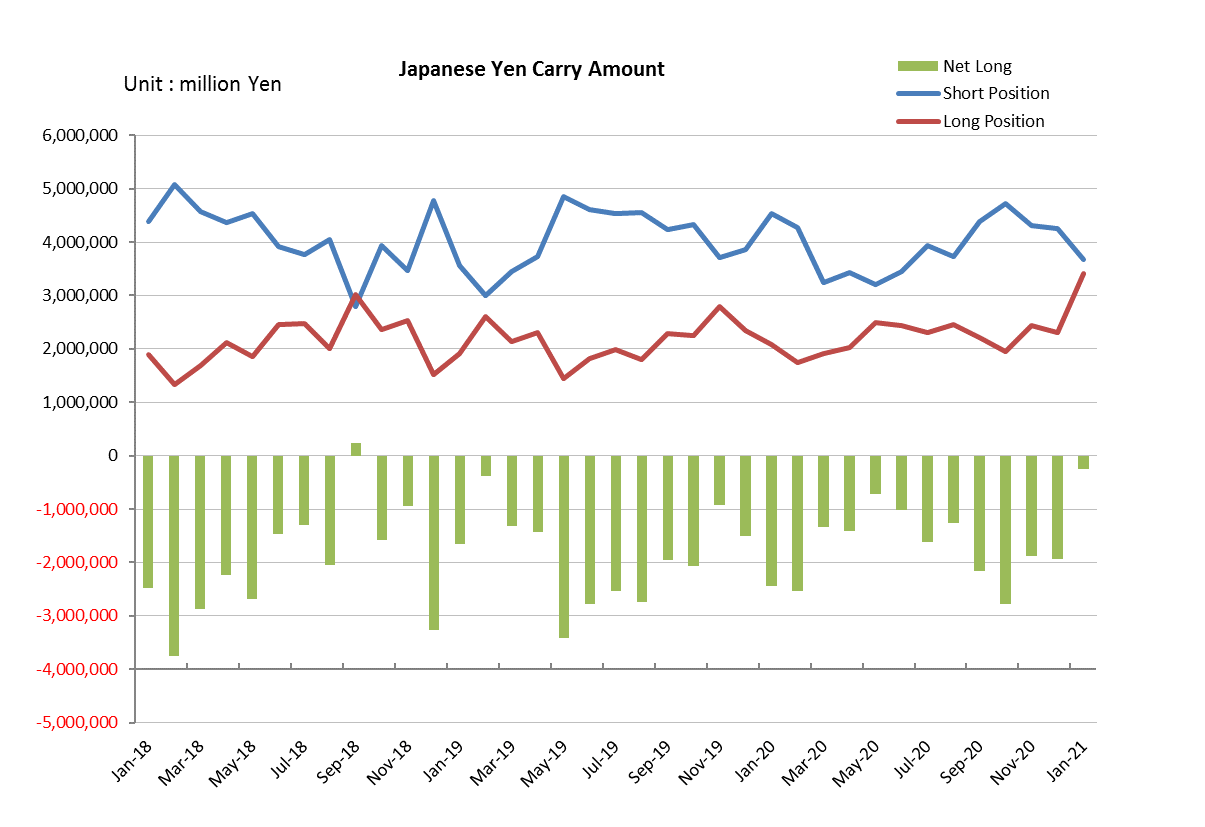 Japanese Yen Carry Amount
Unit : million Yen
Net Long
Short Position
Long Position
6,000,000
5,000,000
4,000,000
3,000,000
2,000,000
1,000,000
0
-1,000,000
-2,000,000
-3,000,000
-4,000,000
-5,000,000
Jan-18
Mar-18
May-18
Jul-18
Sep-18
Nov-18
Jan-19
Mar-19
May-19
Jul-19
Sep-19
Nov-19
Jan-20
Mar-20
May-20
Jul-20
Sep-20
Nov-20
Jan-21